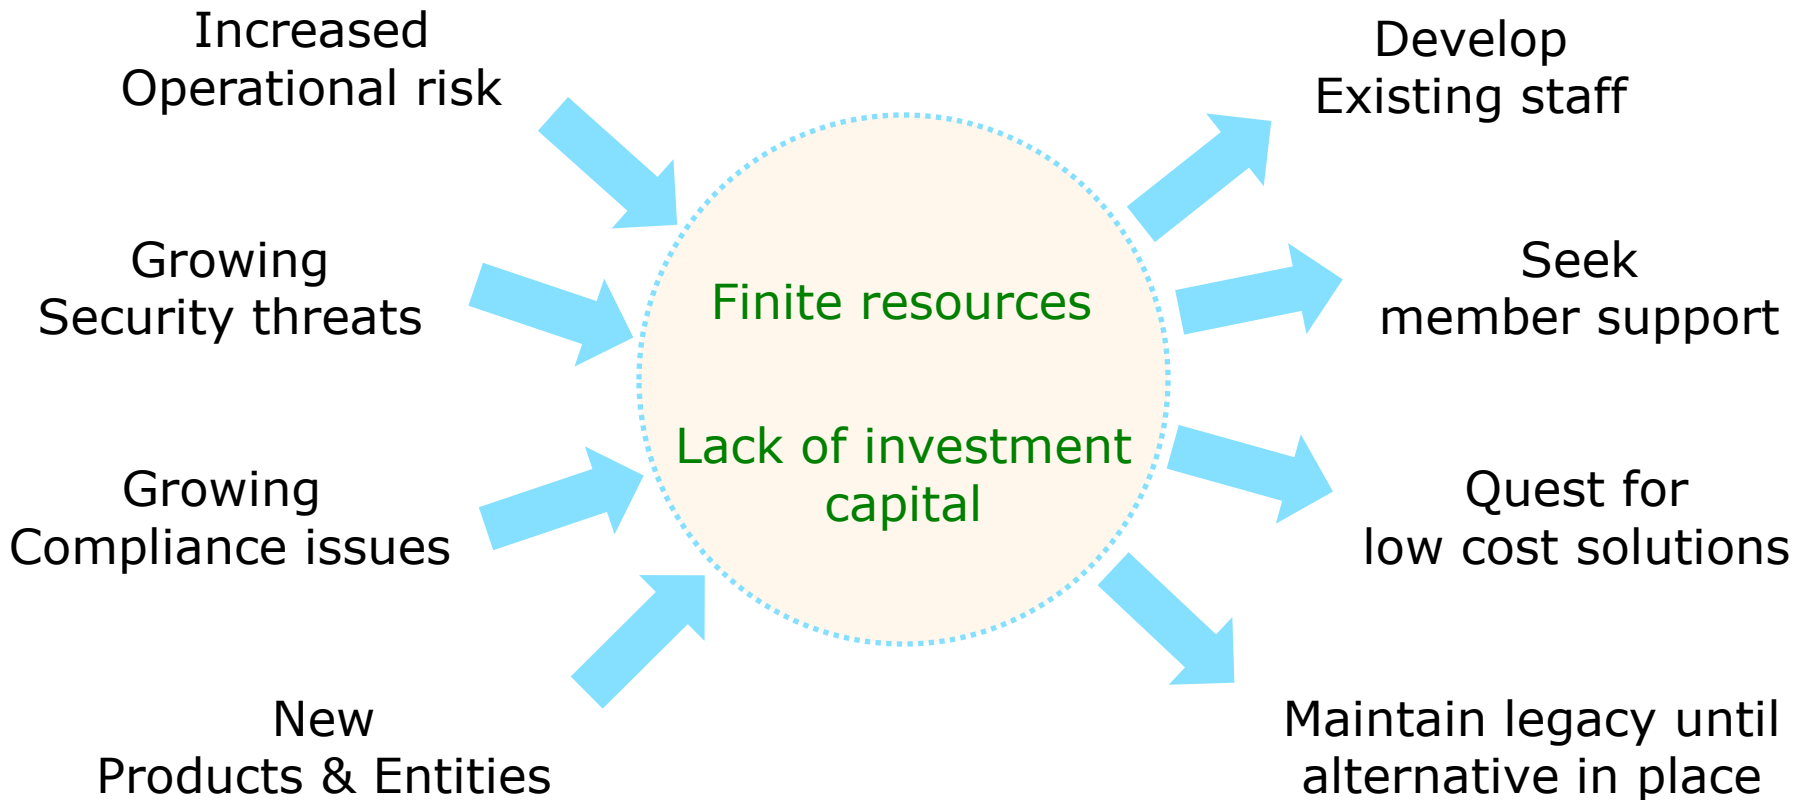 Increased
Operational risk
Growing
Security threats
Growing
Compliance issues
New
Products & Entities
Finite resources
Lack of investment
capital
Develop
Existing staff
Seek
member support
Quest for
low cost solutions
Maintain legacy until
alternative in place